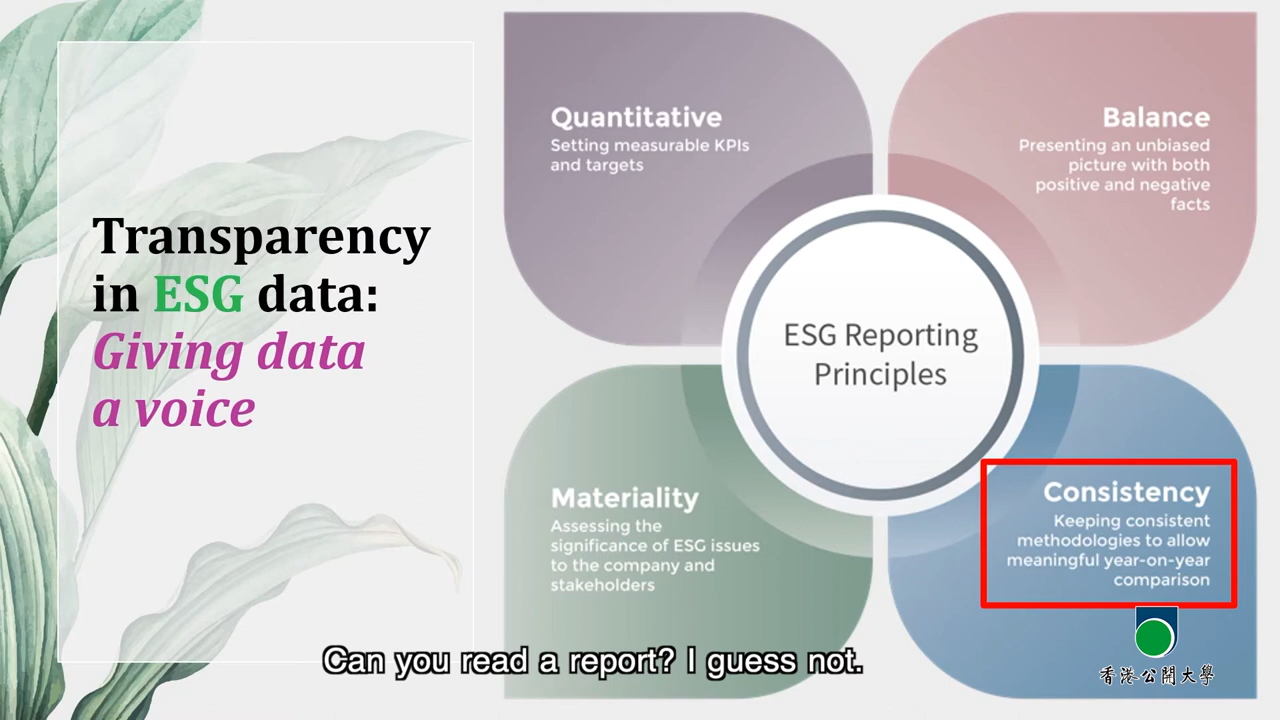 Transparency
in ESG data:
Giving data
a voice
Quantitative
Setting measurable KPIs
and targets
Balance
Presenting an unbiased
picture with both
positive and negative
facts
ESG Reporting
Principles
Materiality
Assessing the
significance of ESG issues
to the company and
stakeholders
Consistency
Keeping consistent
methodologies to allow
meaningful year-on-year
comparison
Can you read a report? I guess not.
香港公開大學